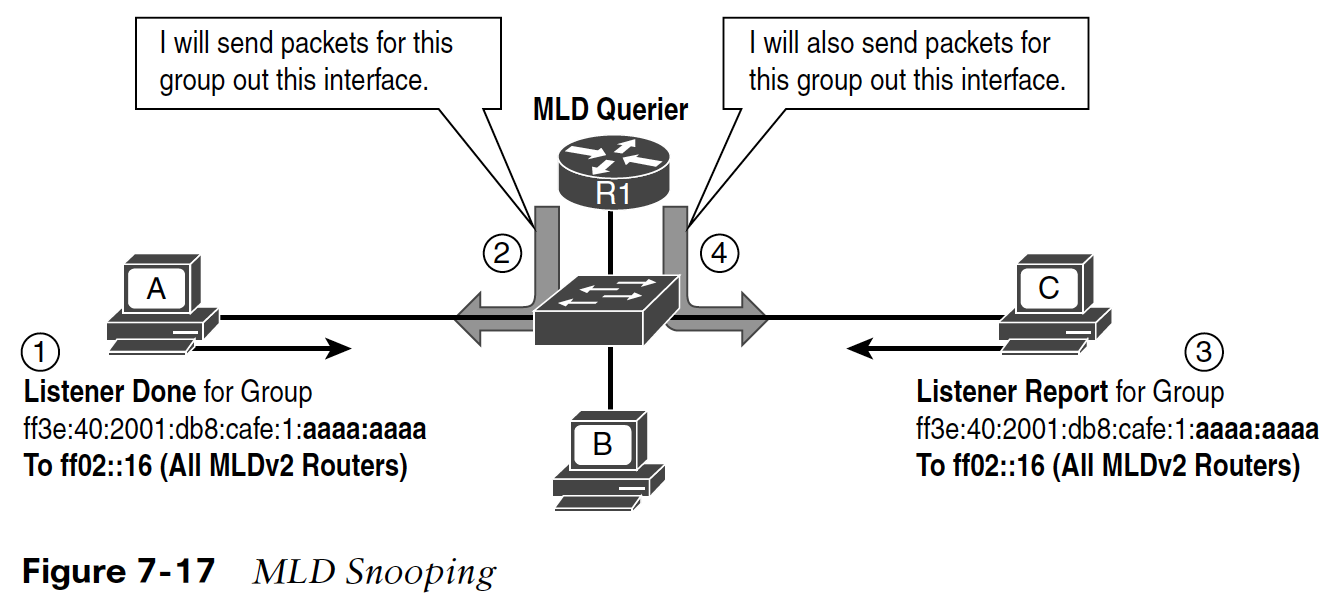 I will send packets for this
group out this interface.
I will also send packets for
this group out this interface.
MLD Querier
R1
2
4
A
C
1
Listener Done for Group
ff3e:40:2001:db8:cafe:1:aaaa:aaaa
To ff02::16 (All MLDv2 Routers)
3
Listener Report for Group
ff3e:40:2001:db8:cafe:1:aaaa:aaaa
To ff02::16 (All MLDv2 Routers)
B
Figure 7-17 MLD Snooping